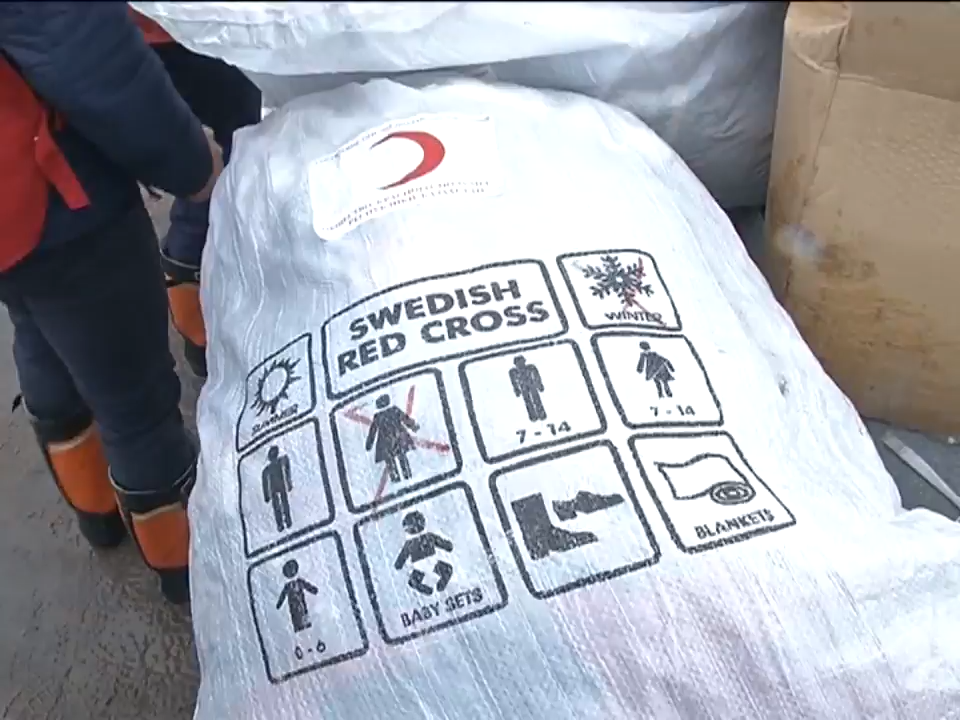 SWEDISH
RED CROSS
WINTER
SUMMER
7 - 14
7 - 14
0 - 6
BABY SETS
BLANKETS